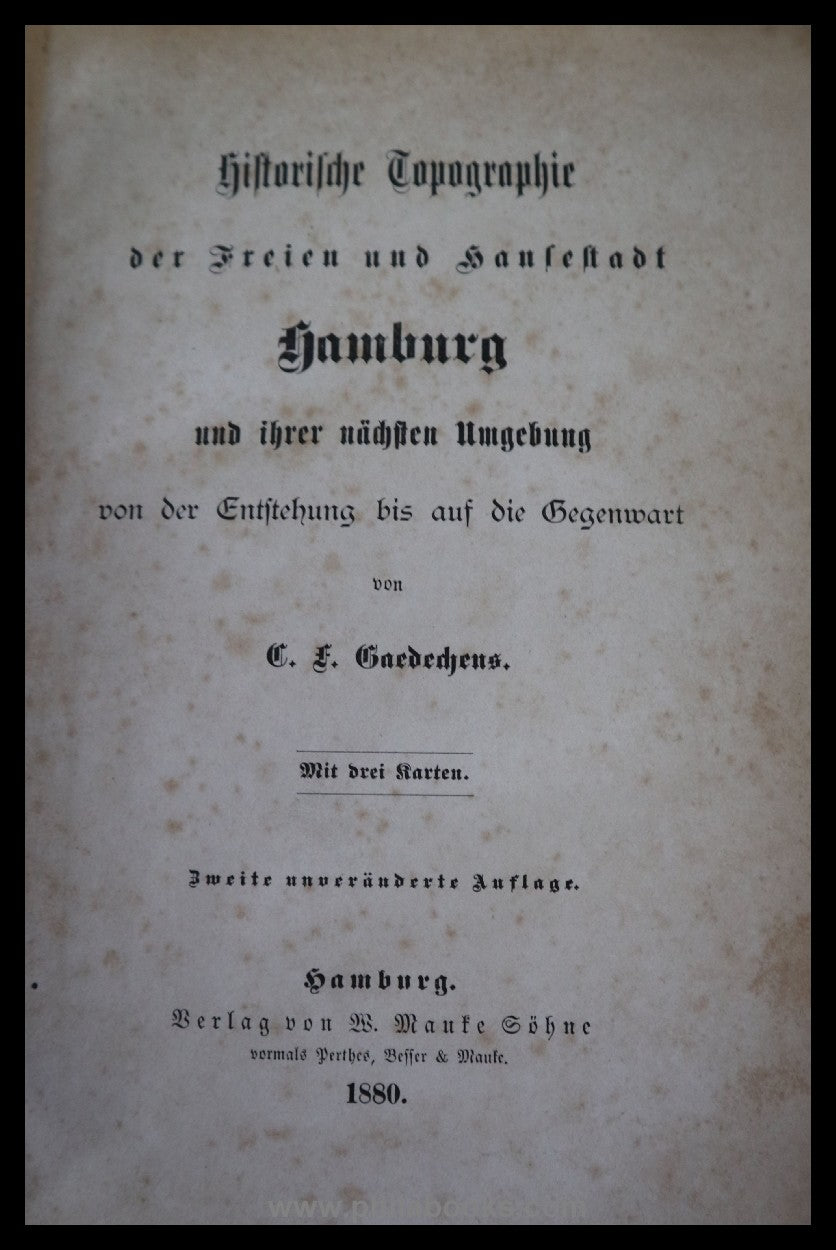 Historische Topographie
der Freien und Hansestadt
Hamburg
und ihrer nächsten Umgebung
von der Entstehung bis auf die Gegenwart
von
C. F. Gaedechens.
Mit drei Karten.
Zweite unveränderte Auflage.
Hamburg.
Verlag von W. Mauke Söhne
vormals Perthes, Besser & Mauke.
1880.